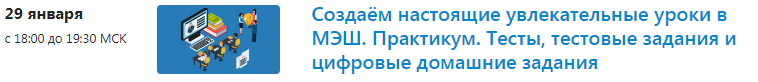 29 января
с 18:00 до 19:30 МСК
Создаём настоящие увлекательные уроки в
МЭШ. Практикум. Тесты, тестовые задания и
цифровые домашние задания